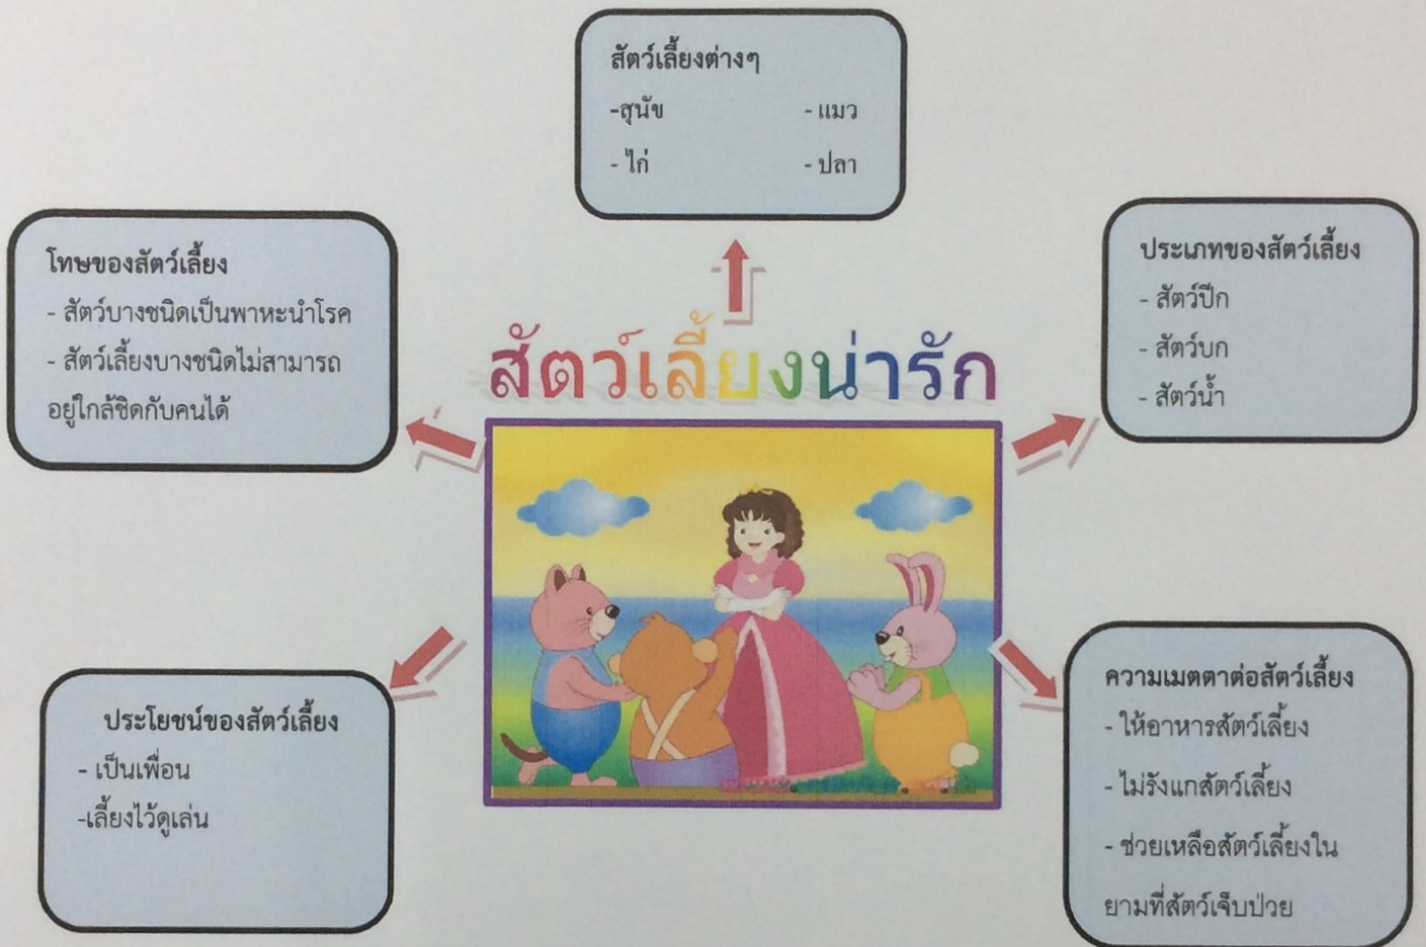 สัตว์เลี้ยงต่างๆ
-สุนัข - แมว
- ไก่ - ปลา
โทษของสัตว์เลี้ยง
- สัตว์บางชนิดเป็นพาหะนำโรค
- สัตว์เลี้ยงบางชนิดไม่สามารถ
อยู่ใกล้ชิดกับคนได้
ประเภทของสัตว์เลี้ยง
- สัตว์ปีก
- สัตว์บก
- สัตว์น้ำ
สัตว์เลี้ยงน่ารัก
ประโยชน์ของสัตว์เลี้ยง
- เป็นเพื่อน
-เลี้ยงไว้ดูเล่น
ความเมตตาต่อสัตว์เลี้ยง
- ให้อาหารสัตว์เลี้ยง
- ไม่รังแกสัตว์เลี้ยง
- ช่วยเหลือสัตว์เลี้ยงใน
ยามที่สัตว์เจ็บป่วย